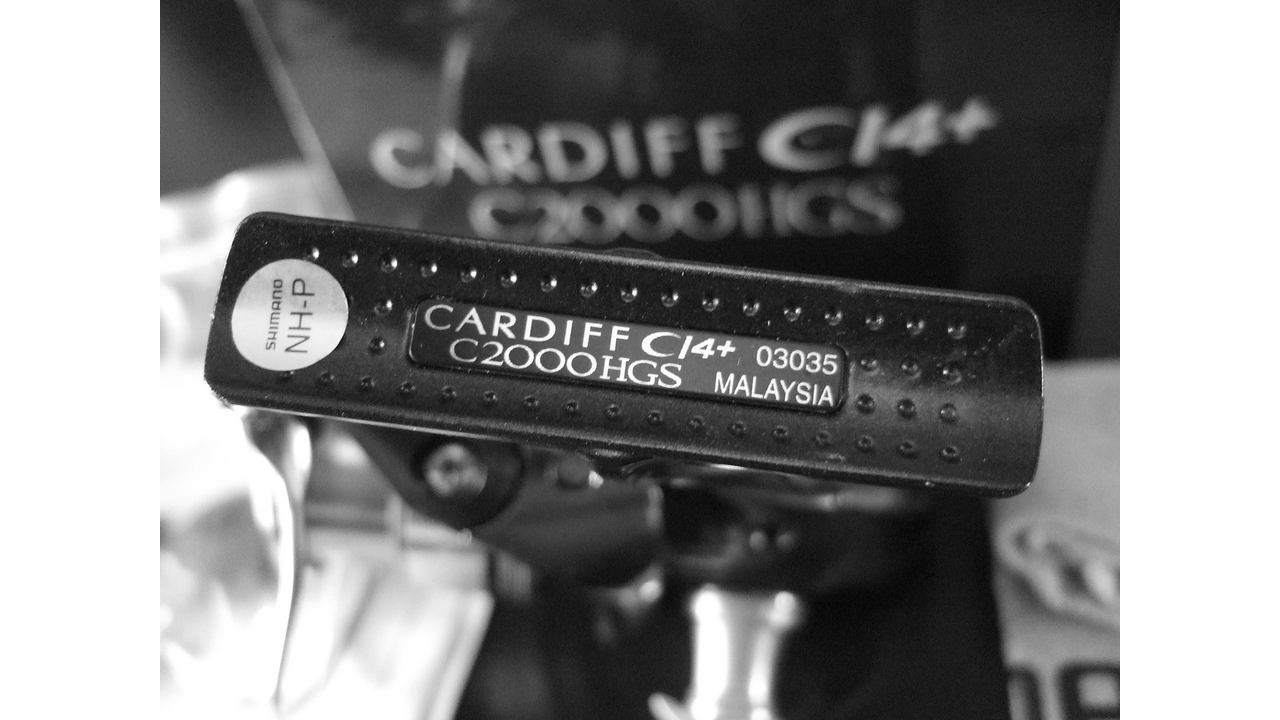 CARDIFF CI4+
C2000HGS
SHIMANO
NH-P
CARDIFF CI4+
C2000HGS
03035
MALAYSIA